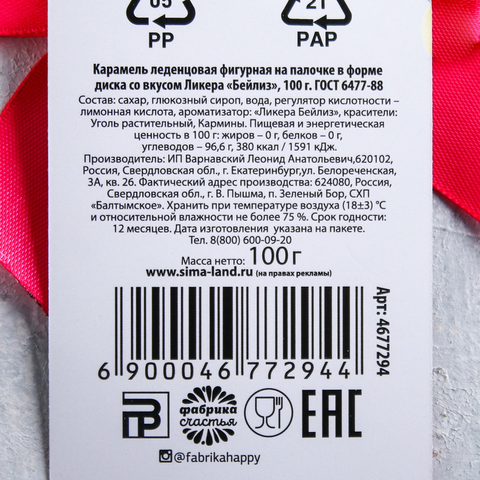 05 21
PP PAP
Карамель леденцовая фигурная на палочке в форме
диска со вкусом Ликера «Бейлиз», 100 г. ГОСТ 6477-88
Состав: сахар, глюкозный сироп, вода, регулятор кислотности –
лимонная кислота, ароматизатор: «Ликера Бейлиз», красители:
Уголь растительный, Кармины. Пищевая и энергетическая
ценность в 100 г: жиров – 0 г, белков – 0 г,
углеводов – 96,6 г, 380 ккал / 1591 кДж.
Производитель: ИП Варнавский Леонид Анатольевич,620102,
Россия, Свердловская обл., г. Екатеринбург,ул. Белореченская,
3А, кв. 26. Фактический адрес производства: 624080, Россия,
Свердловская обл., г. В. Пышма, п. Зеленый Бор, СХП
«Балтымское». Хранить при температуре воздуха (18±3) °С
и относительной влажности не более 75 %. Срок годности:
12 месяцев. Дата изготовления указана на пакете.
Тел. 8(800) 600-09-20
Масса нетто: 100 г
www.sima-land.ru (на правах рекламы)
Арт: 4677294
6 900046 772944
фабрика
счастья
EAC
@fabrikahappy